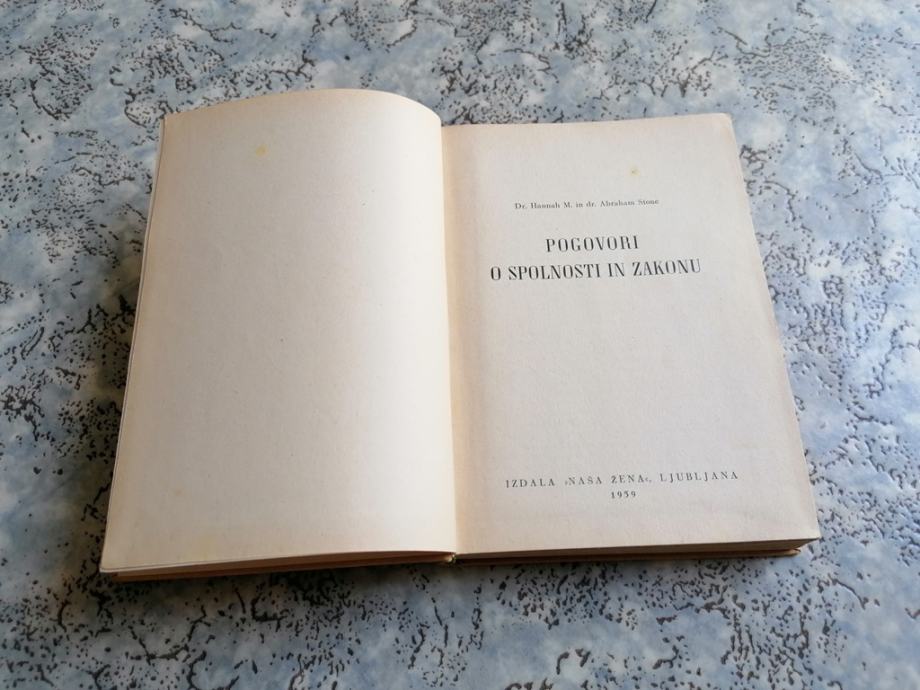 Dr. Hannah M. in dr. Abraham Stone
POGOVORI
O SPOLNOSTI IN ZAKONU
IZDALA »NAŠA ŽENA«, LJUBLJANA
1959